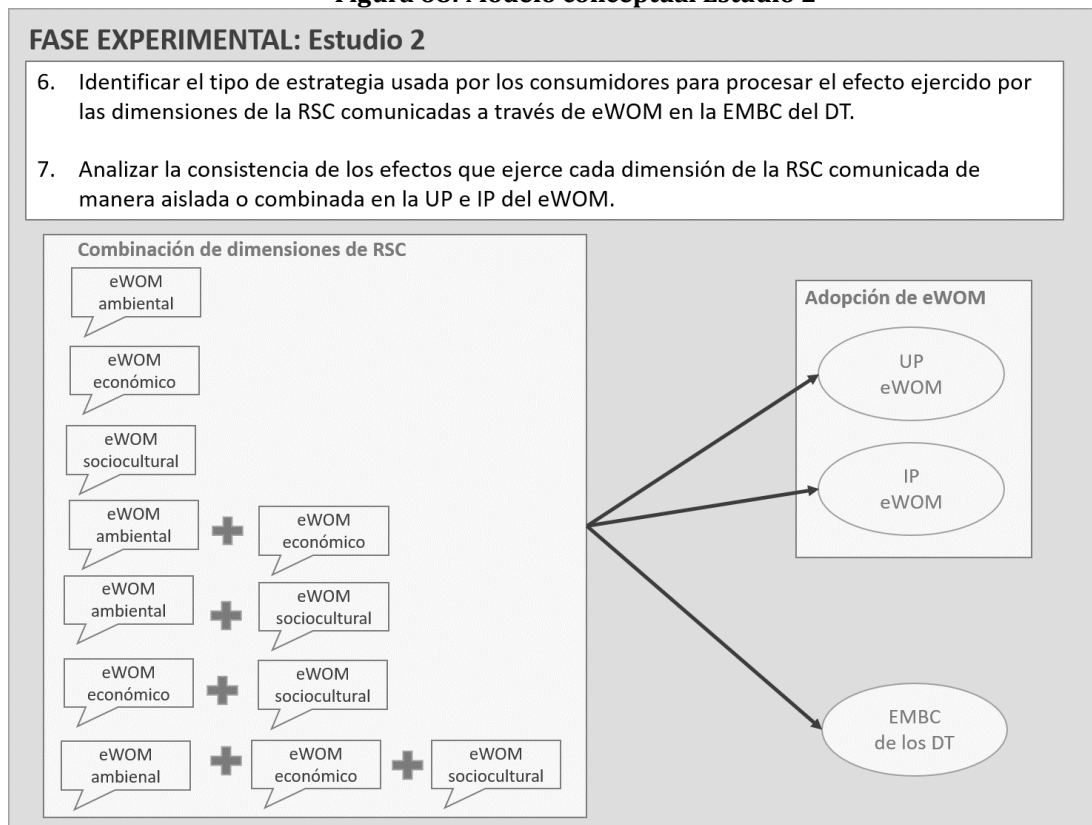 Figura 60. Modelo conceptual Estudio 2
FASE EXPERIMENTAL: Estudio 2
6. Identificar el tipo de estrategia usada por los consumidores para procesar el efecto ejercido por
las dimensiones de la RSC comunicadas a través de eWOM en la EMBC del DT.
7. Analizar la consistencia de los efectos que ejerce cada dimensión de la RSC comunicada de
manera aislada o combinada en la UP e IP del eWOM.
Combinación de dimensiones de RSC
eWOM
ambiental
eWOM
económico
eWOM
sociocultural
eWOM
ambiental
+
eWOM
económico
eWOM
ambiental
+
eWOM
sociocultural
eWOM
económico
+
eWOM
sociocultural
eWOM
ambienal
+
eWOM
económico
+
eWOM
sociocultural
Adopción de eWOM
UP
eWOM
IP
eWOM
EMBC
de los DT